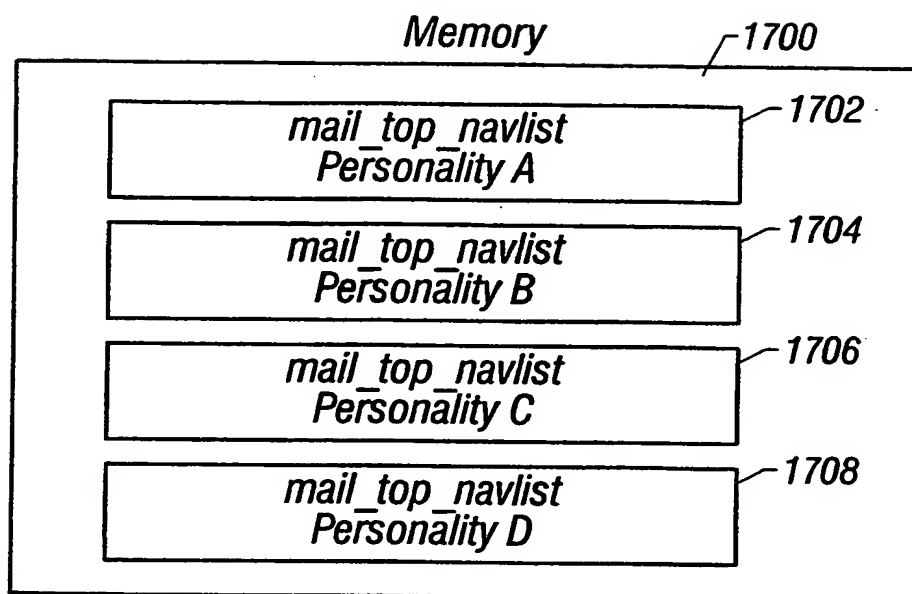 Memory
1700
mail_top_navlist
Personality A
1702
mail_top_navlist
Personality B
1704
mail_top_navlist
Personality C
1706
mail_top_navlist
Personality D
1708